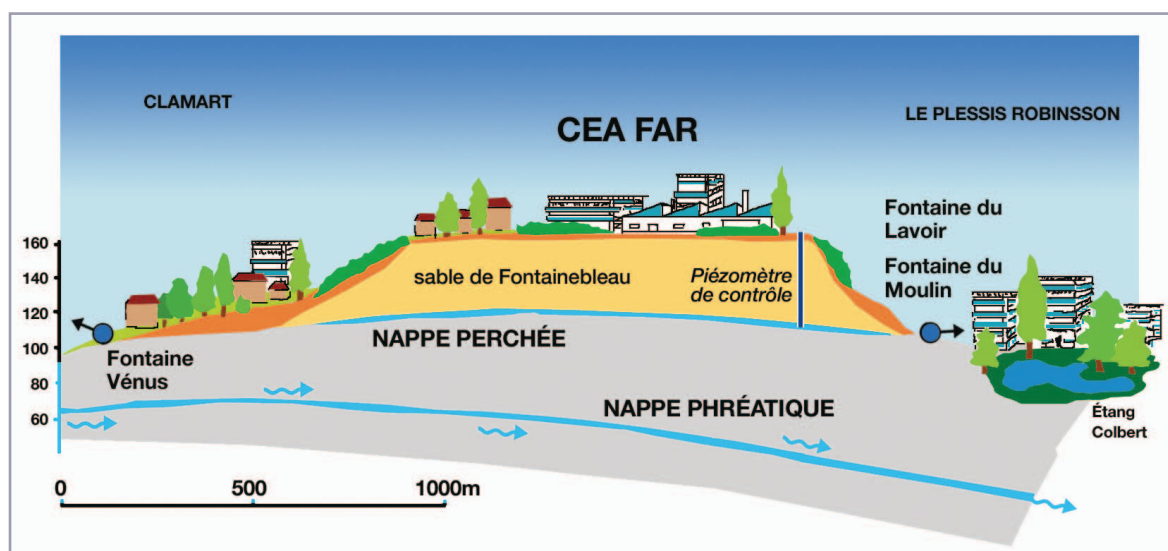 CLAMART
LE PLESSIS ROBINSSON
CEA FAR
Fontaine du
Lavoir
Fontaine du
Moulin
160
140
120
100
80
60
sable de Fontainebleau
Piézomètre
de contrôle
NAPPE PERCHÉE
Fontaine
Vénus
NAPPE PHRÉATIQUE
Étang
Colbert
0
500
1000m